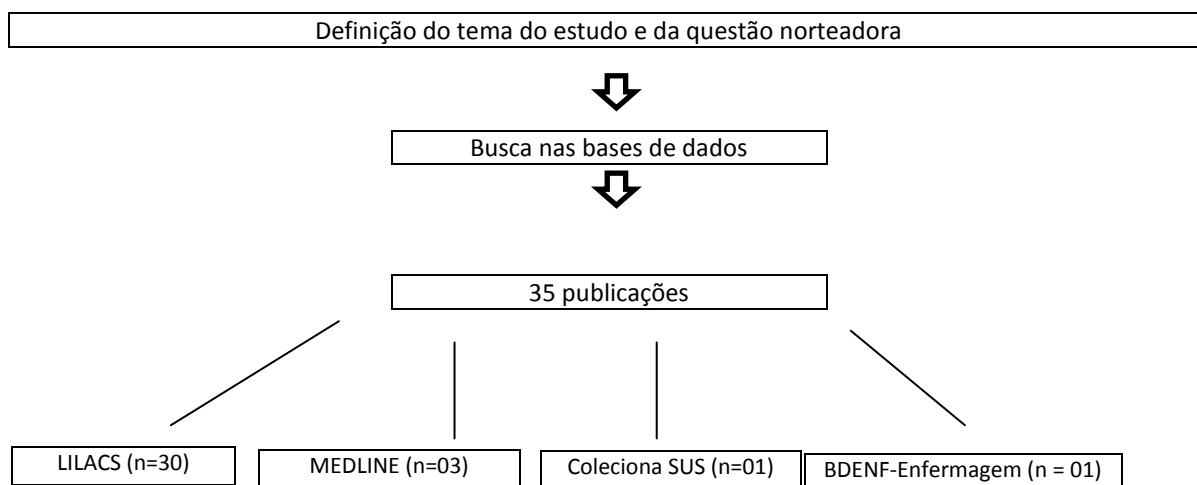 Definição do tema do estudo e da questão norteadora
Busca nas bases de dados
35 publicações
LILACS (n=30)
MEDLINE (n=03)
Coleciona SUS (n=01)
BDENF-Enfermagem (n = 01)